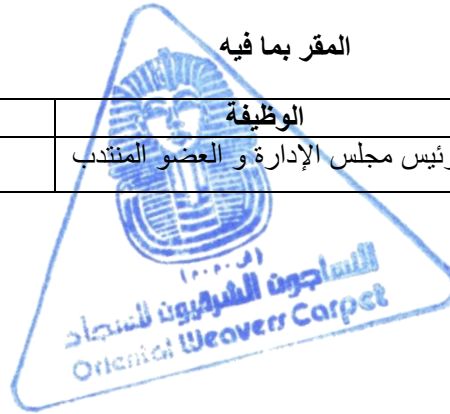 المقر بما فيه
الوظيفة
رئيس مجلس الإدارة و العضو المنتدب
(ش.م.م)
النساجون الشرقيون للسجاد
Oriental Weavers Carpet